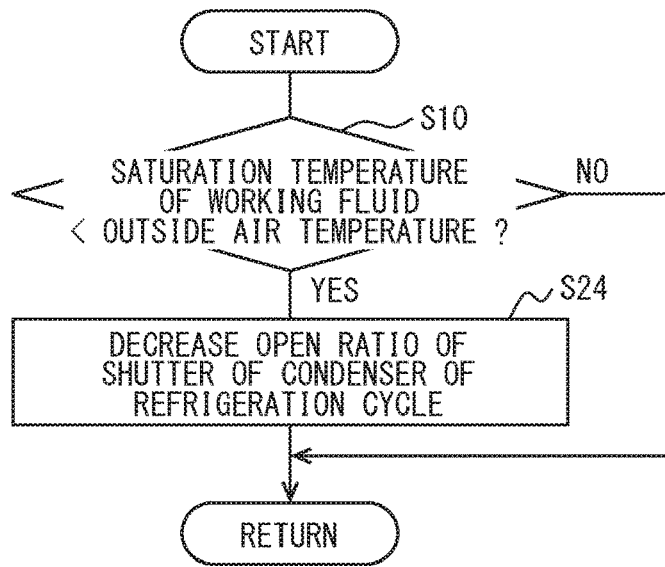 START
S10
SATURATION TEMPERATURE
OF WORKING FLUID
< OUTSIDE AIR TEMPERATURE ?
NO
YES
S24
DECREASE OPEN RATIO OF
SHUTTER OF CONDENSER OF
REFRIGERATION CYCLE
RETURN